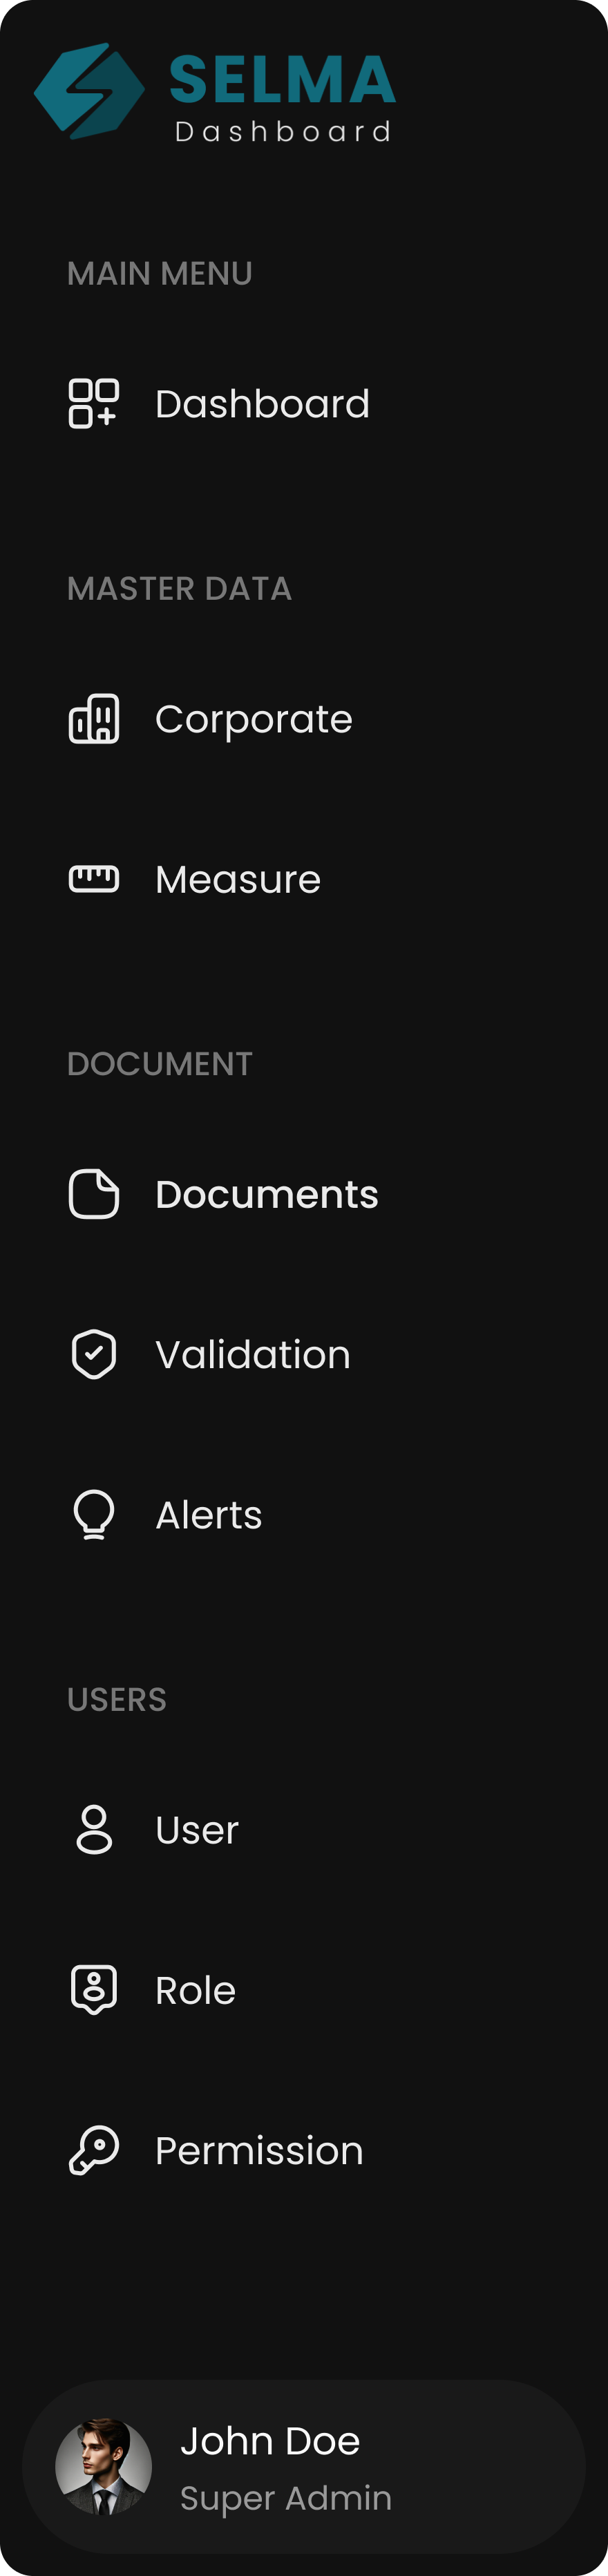 SELMA
Dashboard
MAIN MENU
Dashboard
MASTER DATA
Corporate
Measure
DOCUMENT
Documents
Validation
Alerts
USERS
User
Role
Permission
John Doe
Super Admin